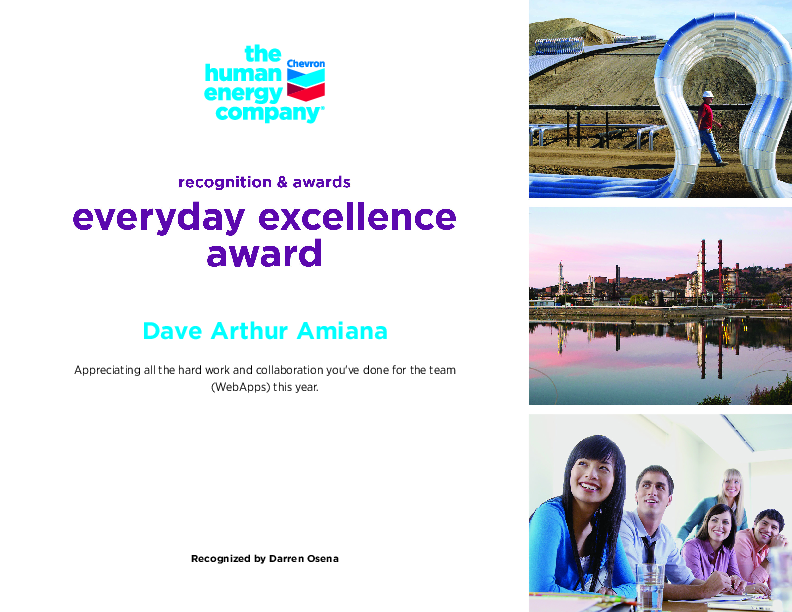 the
human
energy
company®
Chevron
recognition & awards
everyday excellence
award
Dave Arthur Amiana
Appreciating all the hard work and collaboration you've done for the team
(WebApps) this year.
Recognized by Darren Osena